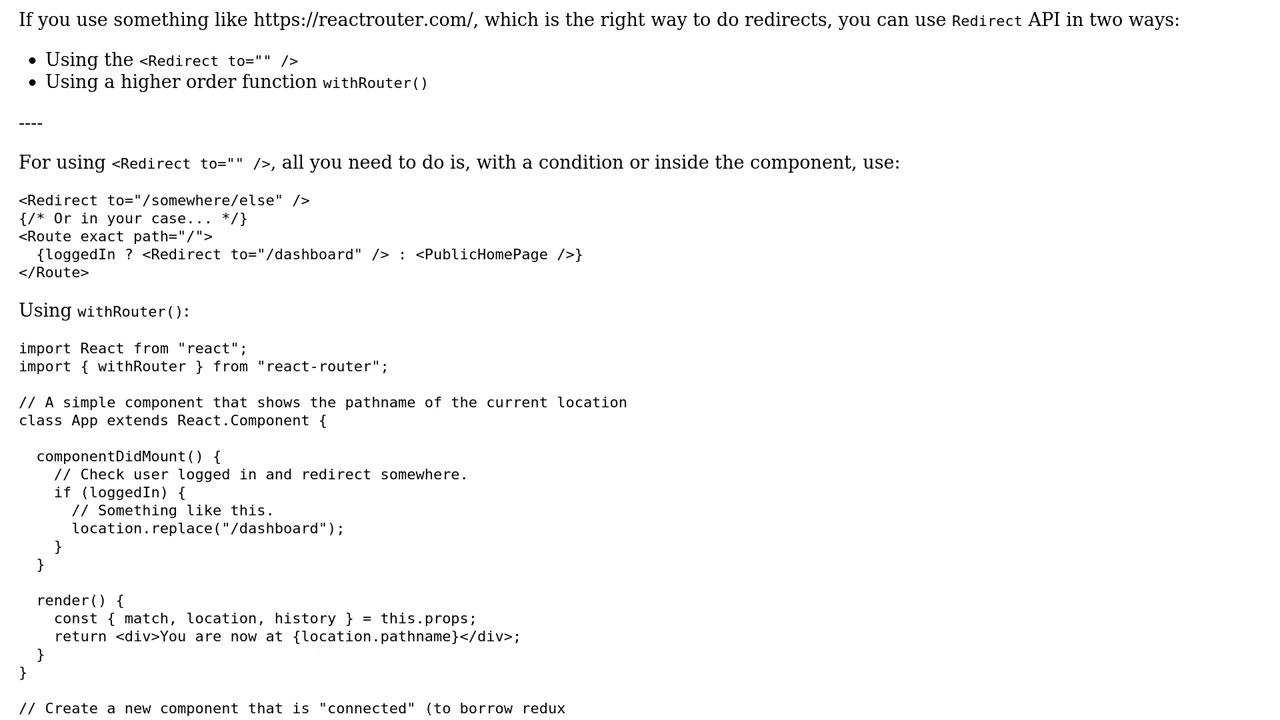 If you use something like https://reactrouter.com/, which is the right way to do redirects, you can use Redirect API in two ways:
• Using the <Redirect to="" />
• Using a higher order function withRouter()
----
For using <Redirect to="" />, all you need to do is, with a condition or inside the component, use:
<Redirect to="/somewhere/else" />
{/* Or in your case... */}
<Route exact path="/">
  {loggedIn ? <Redirect to="/dashboard" /> : <PublicHomePage />}
</Route>
Using withRouter():
import React from "react";
import { withRouter } from "react-router";
// A simple component that shows the pathname of the current location
class App extends React.Component {
  componentDidMount() {
    // Check user logged in and redirect somewhere.
    if (loggedIn) {
      // Something like this.
      location.replace("/dashboard");
    }
  }
  render() {
    const { match, location, history } = this.props;
    return <div>You are now at {location.pathname}</div>;
  }
}
// Create a new component that is "connected" (to borrow redux